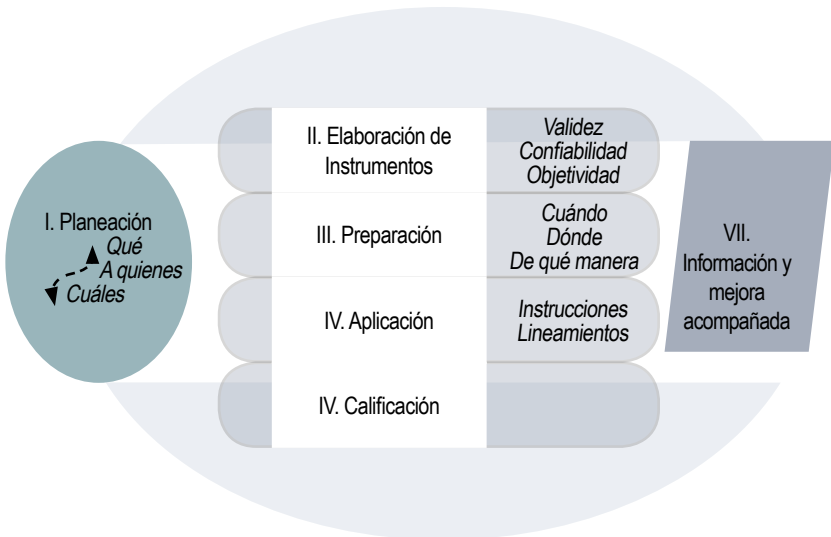 I. Planeación
Qué
A quienes
Cuáles
II. Elaboración de
Instrumentos
Validez
Confiabilidad
Objetividad
III. Preparación
Cuándo
Dónde
De qué manera
IV. Aplicación
Instrucciones
Lineamientos
IV. Calificación
VII.
Información y
mejora
acompañada